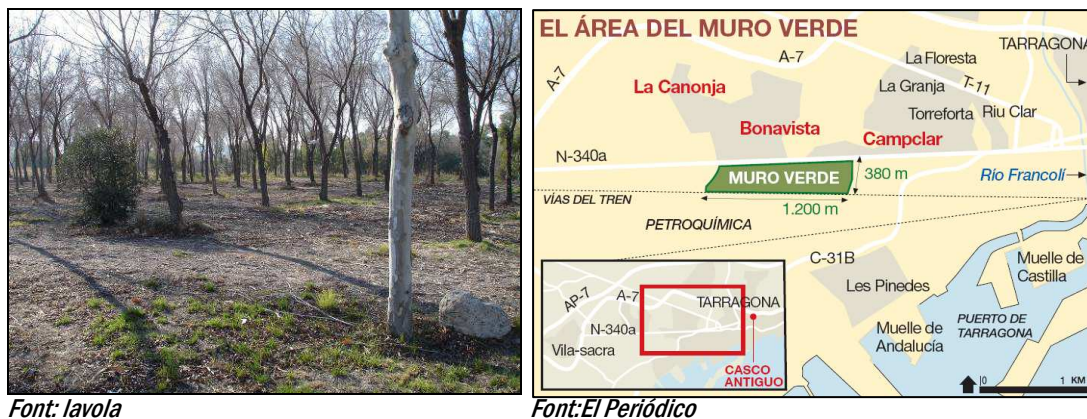 EL ÁREA DEL MURO VERDE
A-7
A-7
La Floresta
TARRAGONA
La Canonja
La Granja
T-11
Torreforta
Riu Clar
Bonavista
Campclar
N-340a
MURO VERDE
380 m
Río Francolí
VÍAS DEL TREN
1.200 m
PETROQUÍMICA
C-31B
Muelle de
Castilla
Les Pinedes
PUERTO DE
TARRAGONA
Muelle de
Andalucía
AP-7
A-7
TARRAGONA
N-340a
Vila-sacra
CASCO
ANTIGUO
0 1 KM
Font: lavola
Font:El Periódico